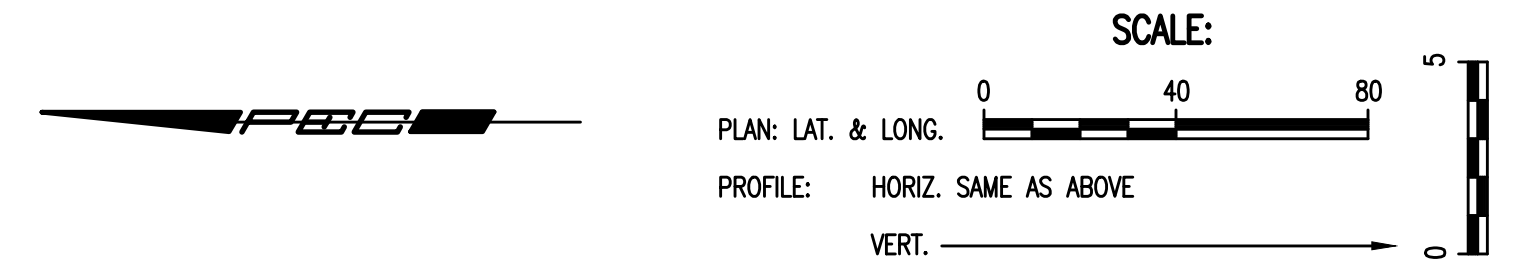 PEC
SCALE:
0 40 80
PLAN: LAT. & LONG.
PROFILE: HORIZ. SAME AS ABOVE
VERT.
5
0